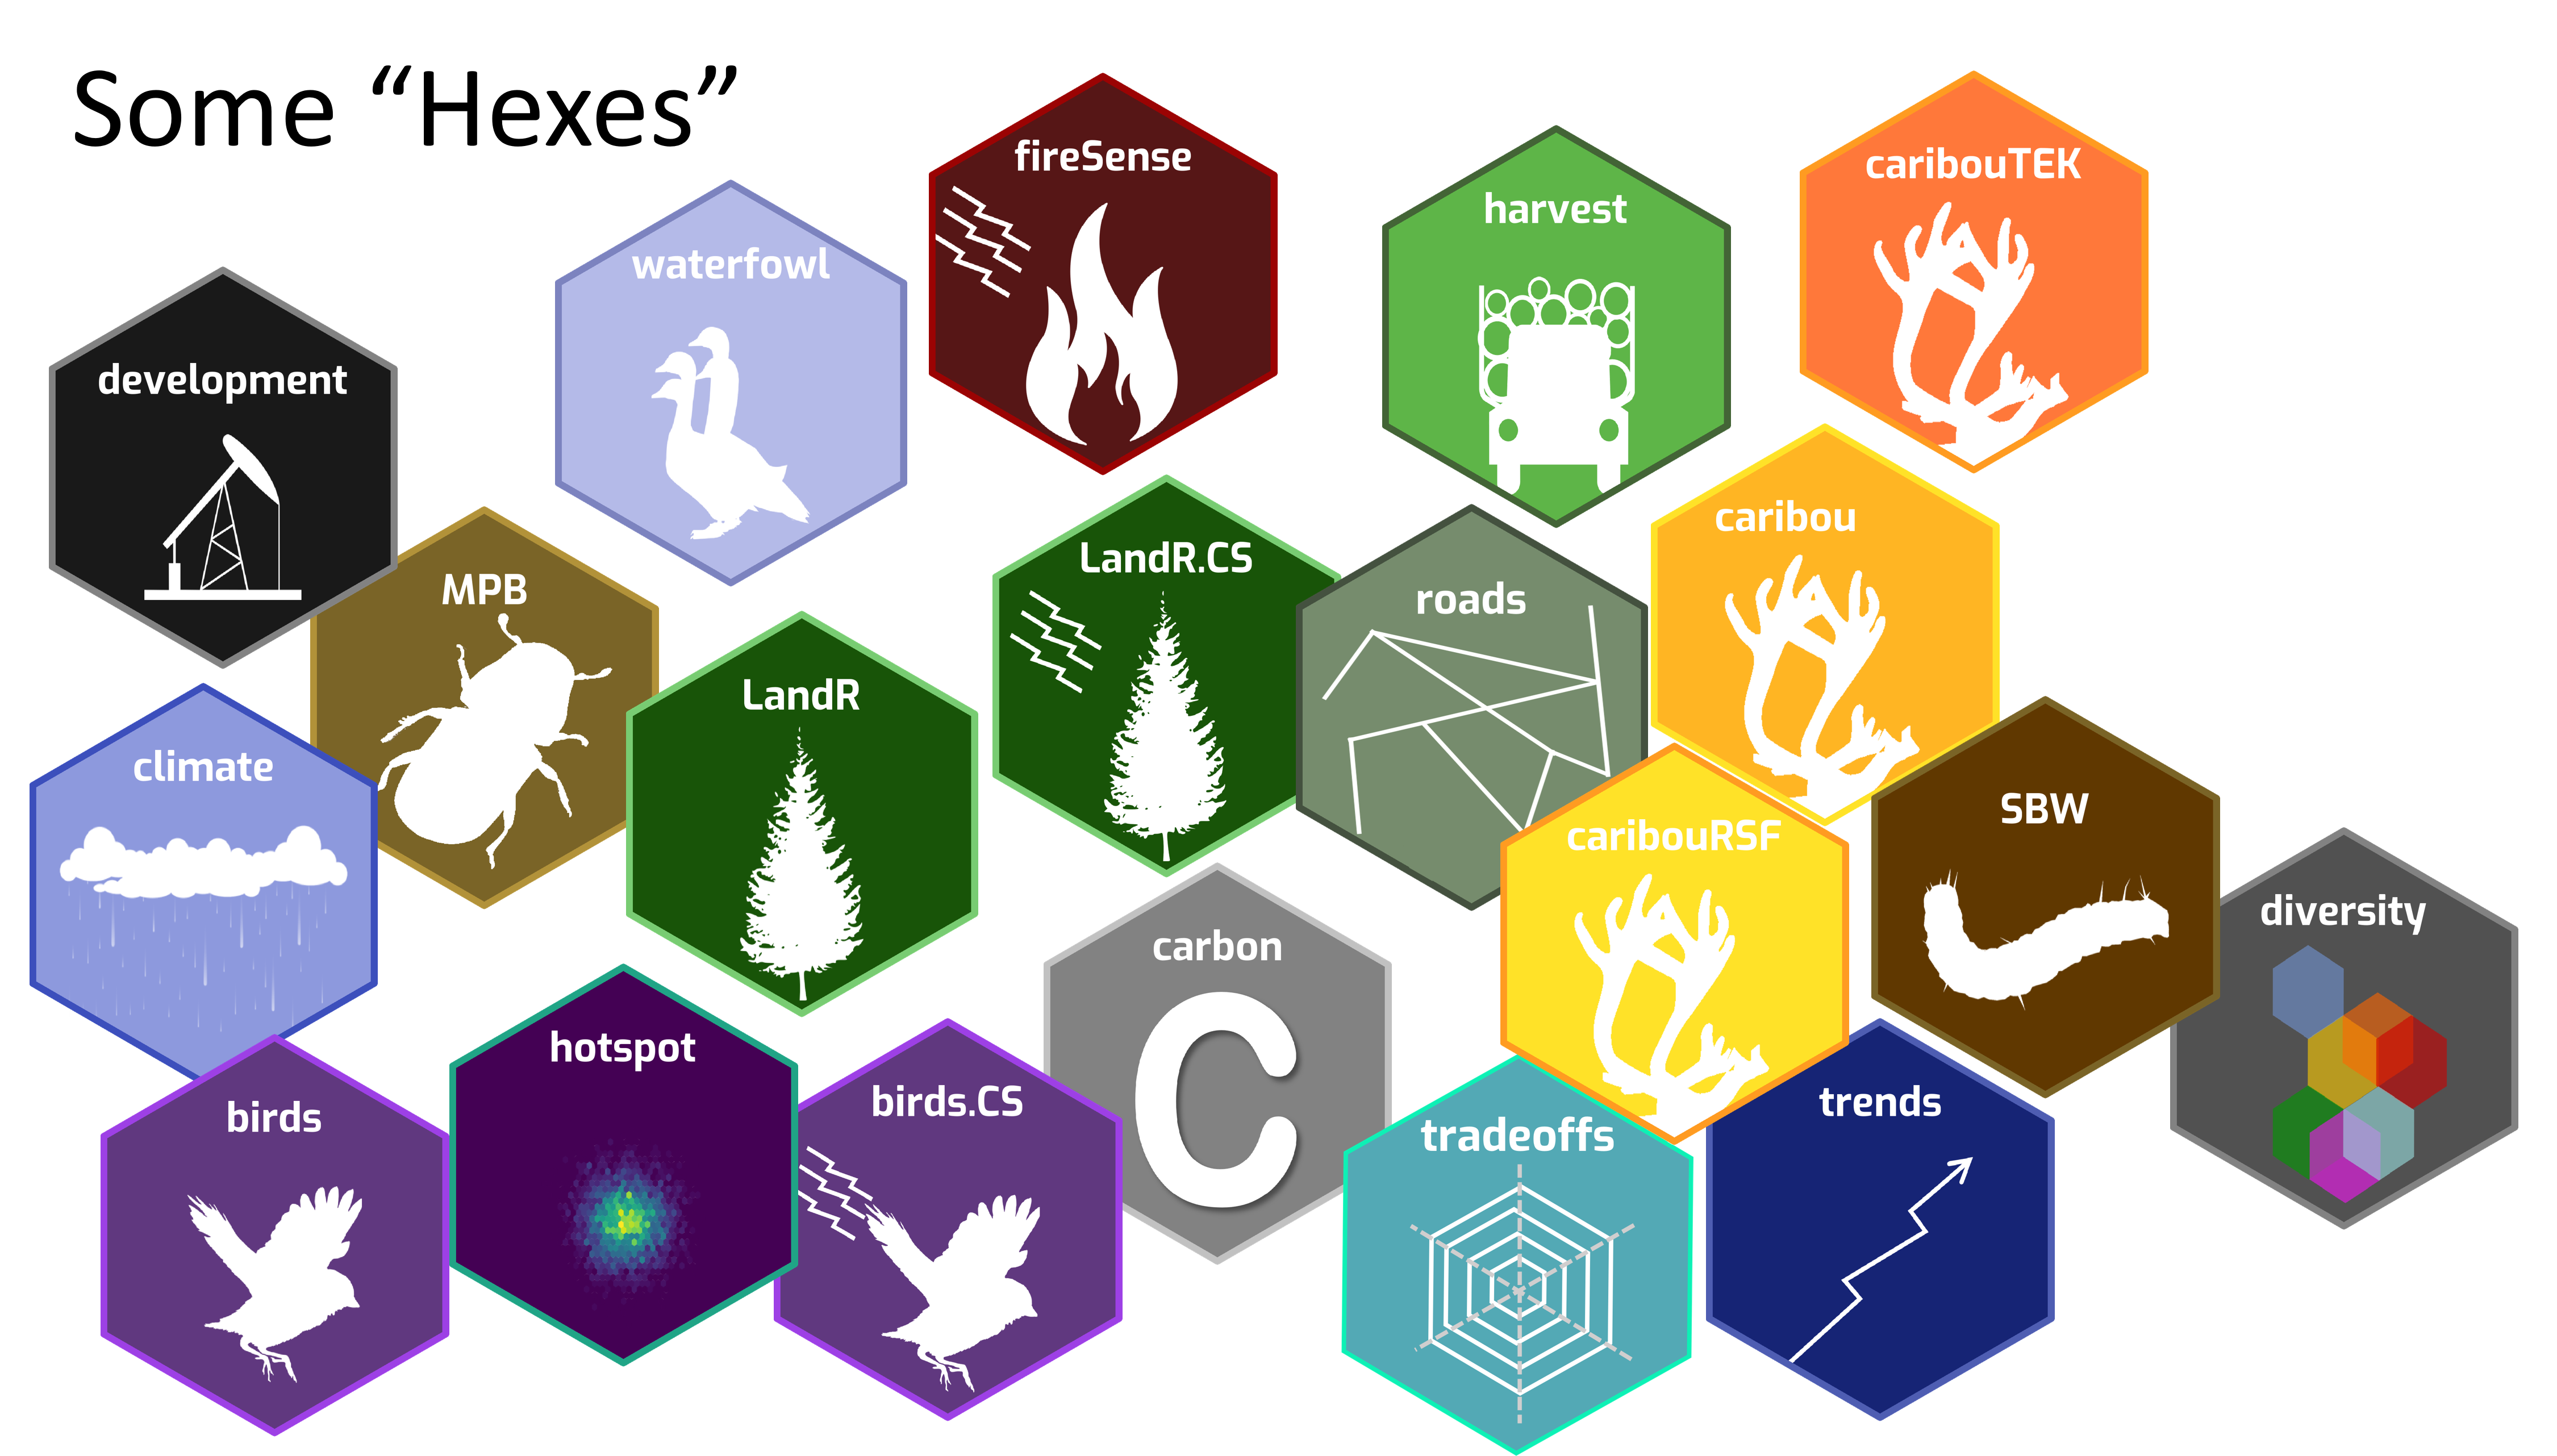 Some “Hexes”
fireSense
caribouTEK
harvest
waterfowl
development
caribou
LandR.CS
MPB
roads
LandR
climate
SBW
caribouRSF
diversity
carbon
C
hotspot
birds.CS
trends
birds
tradeoffs